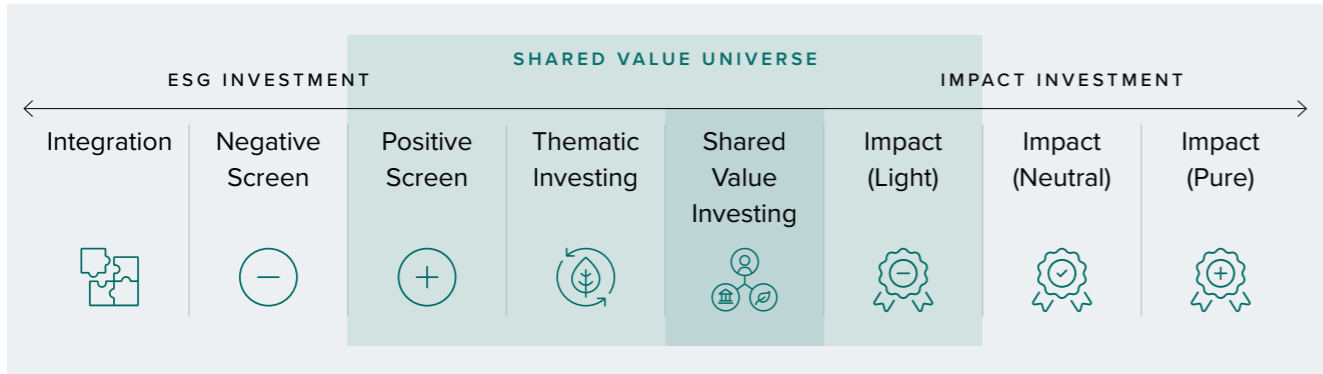 SHARED VALUE UNIVERSE
ESG INVESTMENT
IMPACT INVESTMENT
Integration
Negative
Screen
Positive
Screen
Thematic
Investing
Shared
Value
Investing
Impact
(Light)
Impact
(Neutral)
Impact
(Pure)